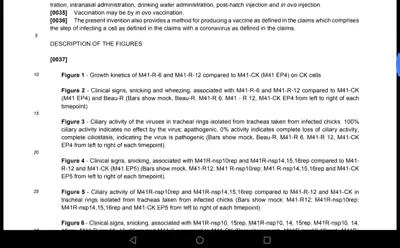 tration, intranasal administration, drinking water administration, post-hatch injection and in ovo injection.
[0035] Vaccination may be by in ovo vaccination.
[0036] The present invention also provides a method for producing a vaccine as defined in the claims which comprises
5 the step of infecting a cell as defined in the claims with a coronavirus as defined in the claims.
DESCRIPTION OF THE FIGURES
[0037]
10 Figure 1 - Growth kinetics of M41-R-6 and M41-R-12 compared to M41-CK (M41 EP4) on CK cells
Figure 2 - Clinical signs, snicking and wheezing, associated with M41-R-6 and M41-R-12 compared to M41-CK
(M41 EP4) and Beau-R (Bars show mock, Beau-R, M41-R 6, M41 - R 12, M41-CK EP4 from left to right of each
timepoint)
15
Figure 3 - Ciliary activity of the viruses in tracheal rings isolated from tracheas taken from infected chicks. 100%
ciliary activity indicates no effect by the virus; apathogenic, 0% activity indicates complete loss of ciliary activity,
complete ciliostasis, indicating the virus is pathogenic (Bars show mock, Beau-R, M41-R 6, M41-R 12, M41-CK
EP4 from left to right of each timepoint)
20
Figure 4 - Clinical signs, snicking, associated with M41R-nsp10rep and M41R-nsp14,15,16rep compared to M41-
R-12 and M41-CK (M41 EP5) (Bars show mock, M41-R12; M41-R nsp10rep; M41-R nsp14,15,16rep and M41-CK
EP5 from left to right of each timepoint)
25 Figure 5 - Ciliary activity of M41R-nsp10rep and M41R-nsp14,15,16rep compared to M41-R-12 and M41-CK in
tracheal rings isolated from tracheas taken from infected chicks (Bars show mock; M41-R12; M41R-nsp10rep;
M41R-nsp14,15,16rep and M41-CK EP5 from left to right of each timepoint)
Figure 6 - Clinical signs, snicking, associated with M41R-nsp10, 15rep, M41R-nsp10, 14, 15rep, M41R-nsp10, 14,